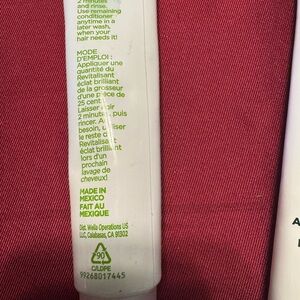 2 minutes
and rinse.
Use remaining
conditioner
anytime in a
later wash,
when your
hair needs it!
MODE
D'EMPLOI :
Appliquer une
quantité du
Revitalisant
éclat brillant
de la grosseur
d'une pièce de
25 cent.
Laisser agir
2 minutes, puis
rincer. Au
besoin, utiliser
le reste du
Revitalisant
éclat brillant
lors d'un
prochain
lavage de
cheveux!
MADE IN
MEXICO
FAIT AU
MEXIQUE
Dist. Wella Operations US
LLC, Calabasas, CA 91302
90
C/LDPE
99268017445
A